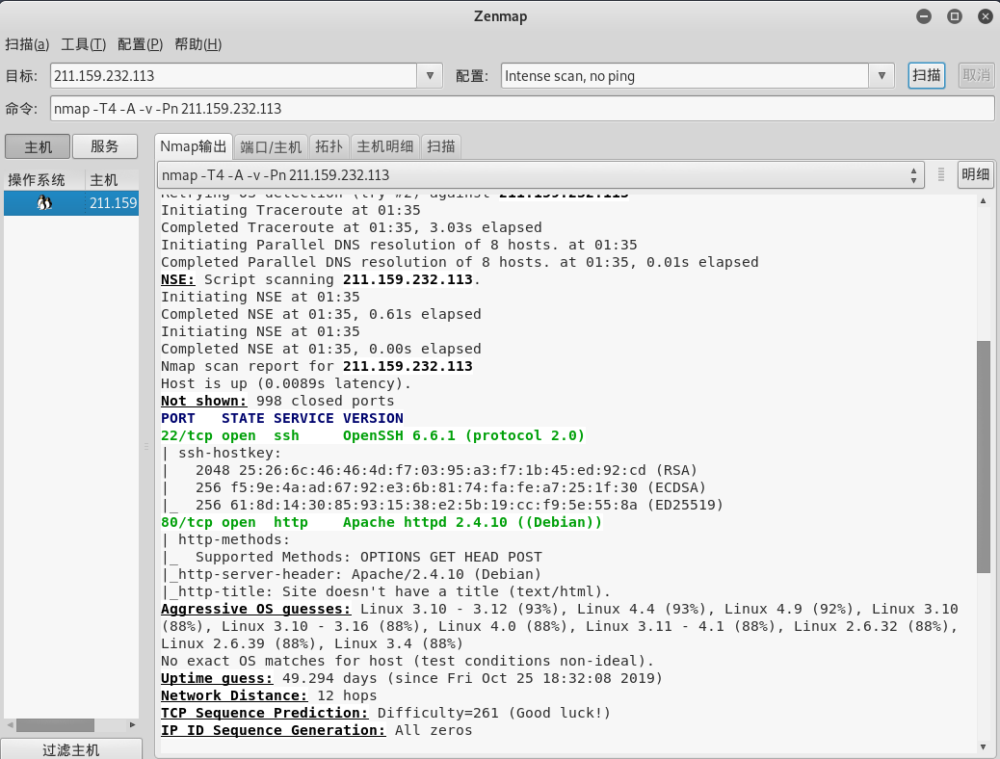 Zenmap
扫描(a) 工具(T) 配置(P) 帮助(H)
目标: 211.159.232.113 配置: Intense scan, no ping 扫描 取消
命令: nmap -T4 -A -v -Pn 211.159.232.113
主机 服务 Nmap输出 端口/主机 拓扑 主机明细 扫描
操作系统 主机 nmap -T4 -A -v -Pn 211.159.232.113 明细
211.159
Retrying OS detection (try #2) against 211.159.232.113
Initiating Traceroute at 01:35
Completed Traceroute at 01:35, 3.03s elapsed
Initiating Parallel DNS resolution of 8 hosts. at 01:35
Completed Parallel DNS resolution of 8 hosts. at 01:35, 0.01s elapsed
NSE: Script scanning 211.159.232.113.
Initiating NSE at 01:35
Completed NSE at 01:35, 0.61s elapsed
Initiating NSE at 01:35
Completed NSE at 01:35, 0.00s elapsed
Nmap scan report for 211.159.232.113
Host is up (0.0089s latency).
Not shown: 998 closed ports
PORT   STATE SERVICE VERSION
22/tcp open  ssh     OpenSSH 6.6.1 (protocol 2.0)
| ssh-hostkey:
|   2048 25:26:6c:46:46:4d:f7:03:95:a3:f7:1b:45:ed:92:cd (RSA)
|   256 f5:9e:4a:ad:67:92:e3:6b:81:74:fa:fe:a7:25:1f:30 (ECDSA)
|_  256 61:8d:14:30:85:93:15:38:e2:5b:19:cc:f9:5e:55:8a (ED25519)
80/tcp open  http    Apache httpd 2.4.10 ((Debian))
| http-methods:
|_  Supported Methods: OPTIONS GET HEAD POST
|_http-server-header: Apache/2.4.10 (Debian)
|_http-title: Site doesn't have a title (text/html).
Aggressive OS guesses: Linux 3.10 - 3.12 (93%), Linux 4.4 (93%), Linux 4.9 (92%), Linux 3.10
(88%), Linux 3.10 - 3.16 (88%), Linux 4.0 (88%), Linux 3.11 - 4.1 (88%), Linux 2.6.32 (88%),
Linux 2.6.39 (88%), Linux 3.4 (88%)
No exact OS matches for host (test conditions non-ideal).
Uptime guess: 49.294 days (since Fri Oct 25 18:32:08 2019)
Network Distance: 12 hops
TCP Sequence Prediction: Difficulty=261 (Good luck!)
IP ID Sequence Generation: All zeros
过滤主机